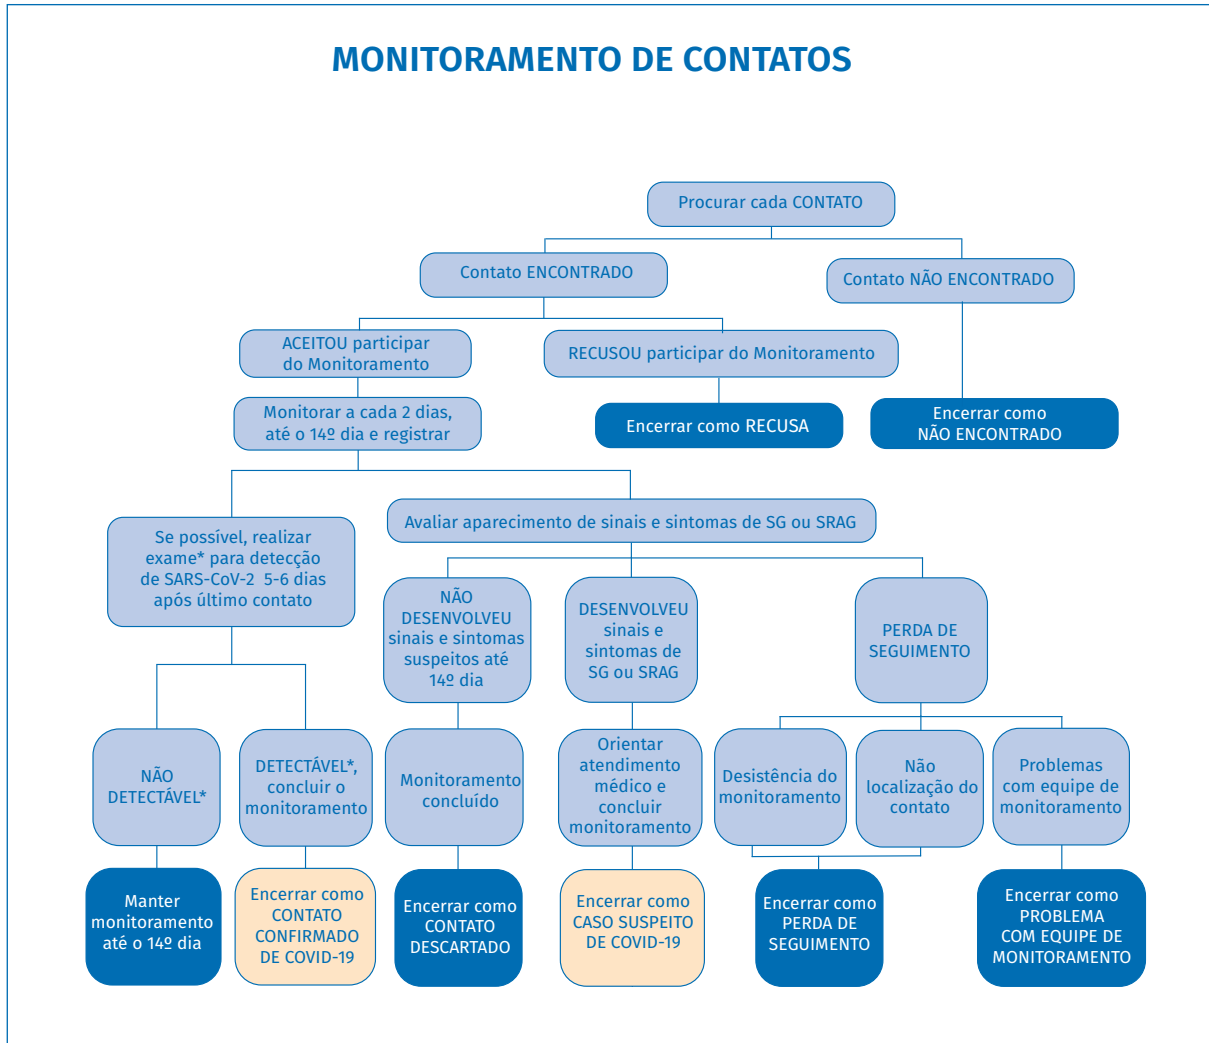 MONITORAMENTO DE CONTATOS
Procurar cada CONTATO
Contato ENCONTRADO
Contato NÃO ENCONTRADO
ACEITOU participar
do Monitoramento
RECUSOU participar do Monitoramento
Monitorar a cada 2 dias,
até o 14º dia e registrar
Encerrar como RECUSA
Encerrar como
NÃO ENCONTRADO
Se possível, realizar
exame* para detecção
de SARS-CoV-2 5-6 dias
após último contato
Avaliar aparecimento de sinais e sintomas de SG ou SRAG
NÃO
DESENVOLVEU
sinais e sintomas
suspeitos até
14º dia
DESENVOLVEU
sinais e
sintomas de
SG ou SRAG
PERDA DE
SEGUIMENTO
NÃO
DETECTÁVEL*
DETECTÁVEL*,
concluir o
monitoramento
Monitoramento
concluído
Orientar
atendimento
médico e
concluir
monitoramento
Desistência do
monitoramento
Não
localização do
contato
Problemas
com equipe de
monitoramento
Manter
monitoramento
até o 14º dia
Encerrar como
CONTATO
CONFIRMADO
DE COVID-19
Encerrar como
CONTATO
DESCARTADO
Encerrar como
CASO SUSPEITO
DE COVID-19
Encerrar como
PERDA DE
SEGUIMENTO
Encerrar como
PROBLEMA
COM EQUIPE DE
MONITORAMENTO